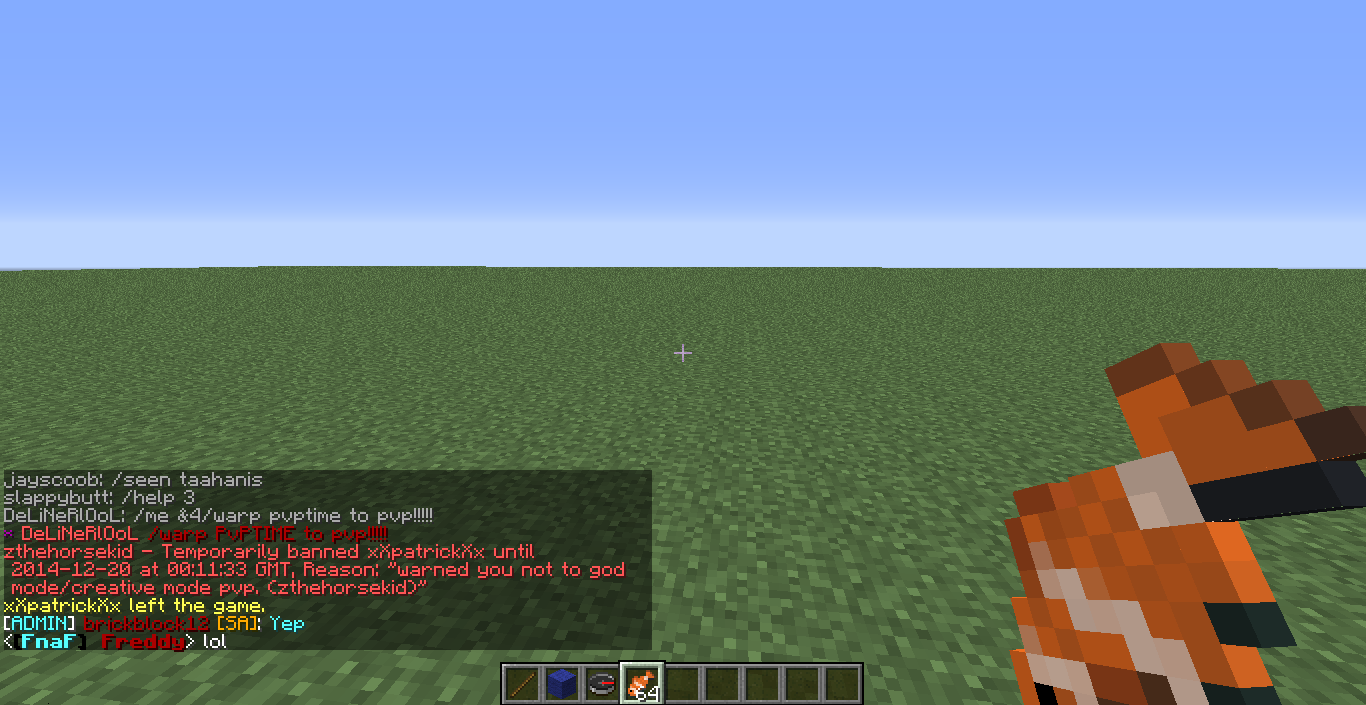 jayscoob: /seen taahanis
slappybutt: /help 3
DeLiNeRlOoL: /me &4/warp pvptime to pvp!!!!!
* DeLiNeRlOoL /warp PvPTIME to pvp!!!!!
zthehorsekid - Temporarily banned xXpatrickXx until
2014-12-20 at 00:11:33 GMT, Reason: "warned you not to god
mode/creative mode pvp. (zthehorsekid)"
xXpatrickXx left the game.
[ADMIN] brickblock12 [SA]: Yep
<[FnaF] Freddy> lol
64